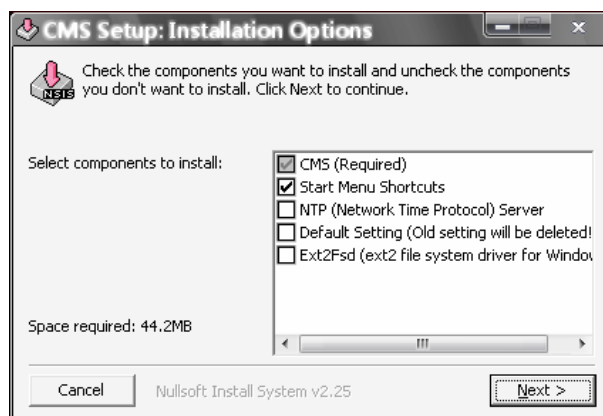 CMS Setup: Installation Options
Check the components you want to install and uncheck the components
you don't want to install. Click Next to continue.
NSIS
Select components to install:
CMS (Required)
Start Menu Shortcuts
NTP (Network Time Protocol) Server
Default Setting (Old setting will be deleted!
Ext2Fsd (ext2 file system driver for
Space required: 44.2MB
Cancel
Nullsoft Install System v2.25
Next >